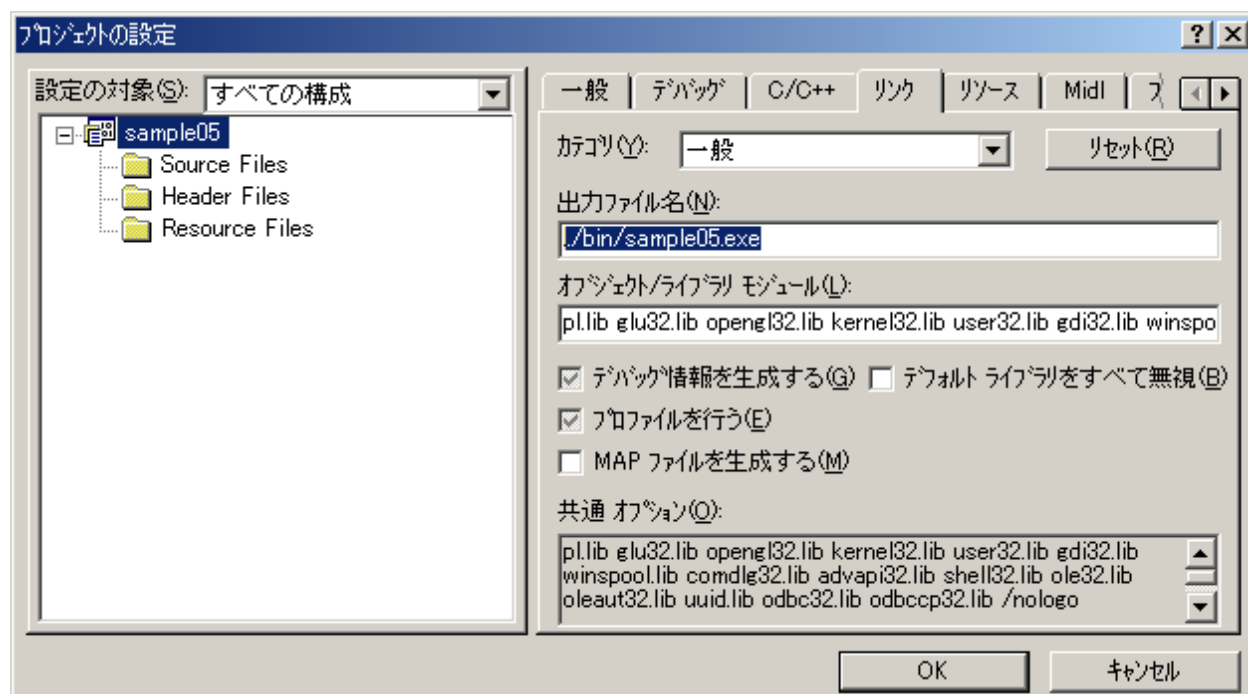 プロジェクトの設定
設定の対象(S): すべての構成
sample05
Source Files
Header Files
Resource Files
一般 デバッグ C/C++ リンク リソース Midl
カテゴリ(Y): 一般 リセット(R)
出力ファイル名(N):
./bin/sample05.exe
オブジェクト/ライブラリ モジュール(L):
pl.lib glu32.lib opengl32.lib kernel32.lib user32.lib gdi32.lib winspo
デバッグ情報を生成する(G) デフォルト ライブラリをすべて無視(B)
プロファイルを行う(E)
MAP ファイルを生成する(M)
共通 オプション(O):
pl.lib glu32.lib opengl32.lib kernel32.lib user32.lib gdi32.lib
winspool.lib comdlg32.lib advapi32.lib shell32.lib ole32.lib
oleaut32.lib uuid.lib odbc32.lib odbccp32.lib /nologo
OK キャンセル